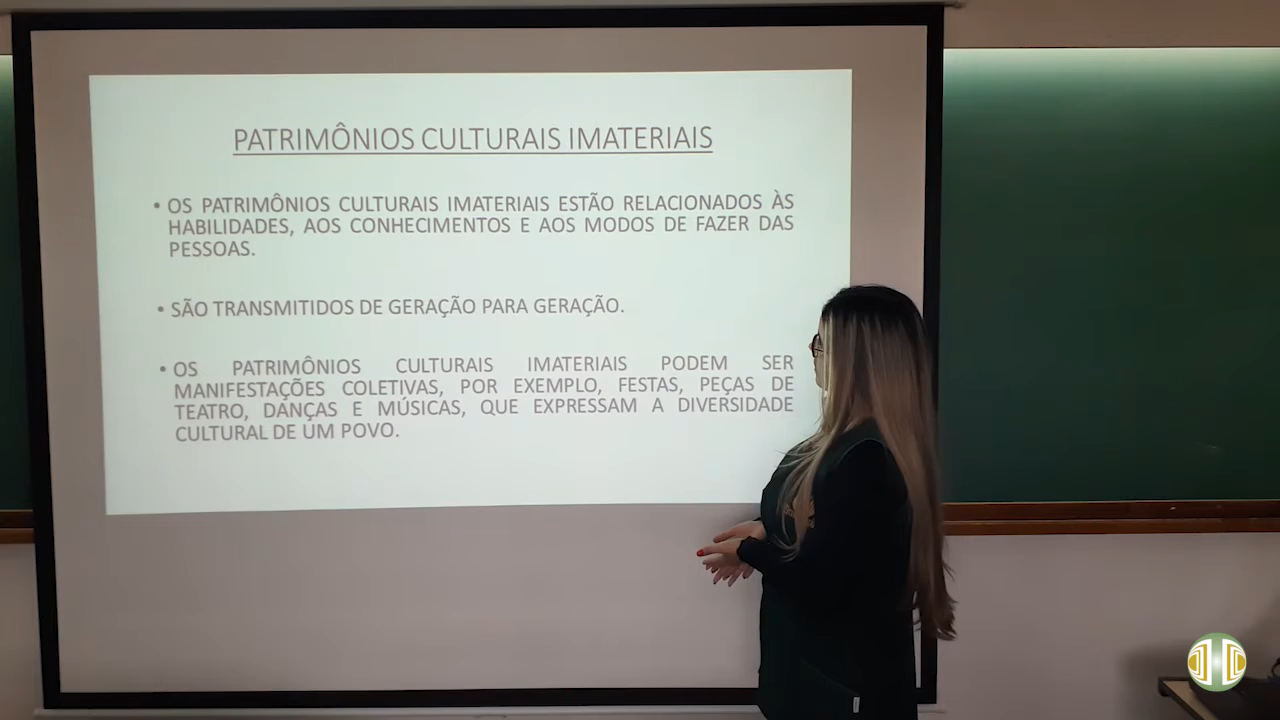 PATRIMÔNIOS CULTURAIS IMATERIAIS
• OS PATRIMÔNIOS CULTURAIS IMATERIAIS ESTÃO RELACIONADOS ÀS
HABILIDADES, AOS CONHECIMENTOS E AOS MODOS DE FAZER DAS
PESSOAS.
• SÃO TRANSMITIDOS DE GERAÇÃO PARA GERAÇÃO.
• OS PATRIMÔNIOS CULTURAIS IMATERIAIS PODEM SER
MANIFESTAÇÕES COLETIVAS, POR EXEMPLO, FESTAS, PEÇAS DE
TEATRO, DANÇAS E MÚSICAS, QUE EXPRESSAM A DIVERSIDADE
CULTURAL DE UM POVO.